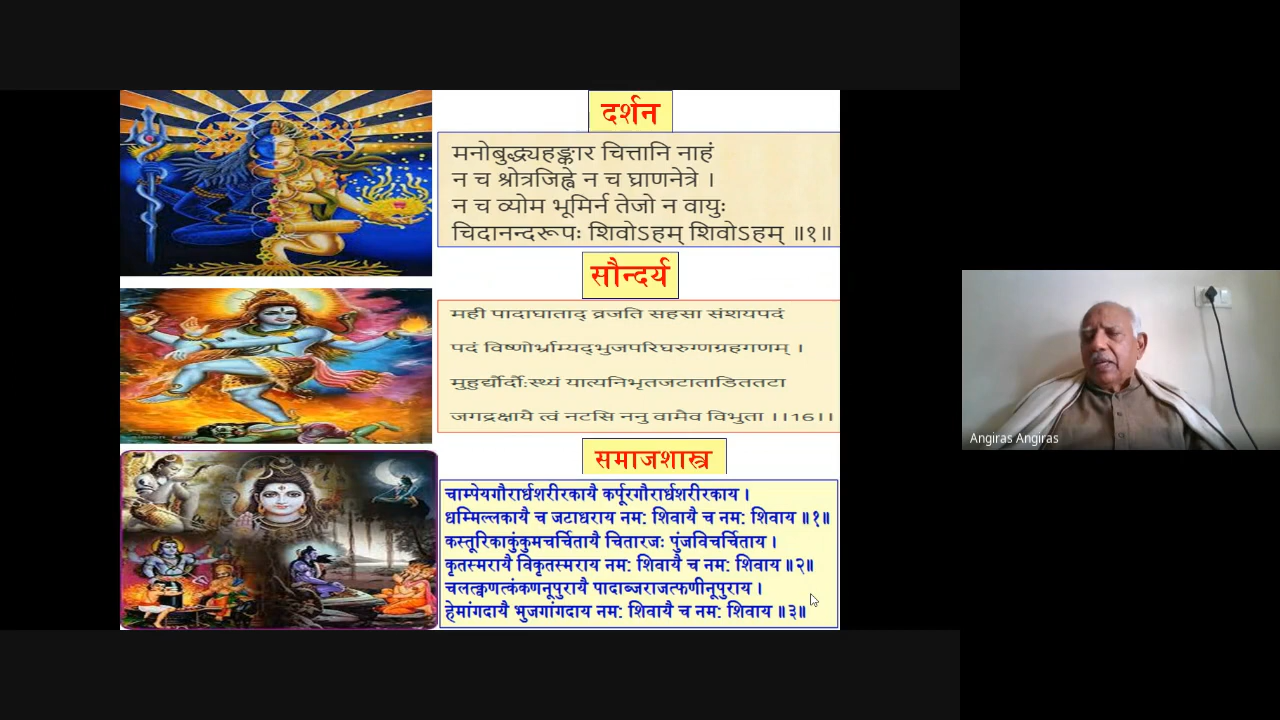 दर्शन
मनोबुद्ध्यहङ्कार चित्तानि नाहं
न च श्रोत्रजिह्वे न च घ्राणनेत्रे ।
न च व्योम भूमिर्न तेजो न वायुः
चिदानन्दरूपः शिवोऽहम् शिवोऽहम् ॥१॥
सौन्दर्य
मही पादाघाताद् व्रजति सहसा संशयपदं
पदं विष्णोर्भ्राम्यद्भुजपरिघरुग्णग्रहगणम् ।
मुहुर्द्यौर्दौःस्थ्यं यात्यनिभृतजटाताडिततटा
जगद्रक्षायै त्वं नटसि ननु वामैव विभुता ।।16।।
समाजशास्त्र
चाम्पेयगौरार्धशरीरकायै कर्पूरगौरार्धशरीरकाय ।
धम्मिल्लकायै च जटाधराय नम: शिवायै च नम: शिवाय ॥१॥
कस्तूरिकाकुंकुमचर्चितायै चितारजः पुंजविचर्चिताय ।
कृतस्मरायै विकृतस्मराय नम: शिवायै च नम: शिवाय ॥२॥
चलत्क्वणत्कंकणनूपुरायै पादाब्जराजत्फणीनूपुराय ।
हेमांगदायै भुजगांगदाय नम: शिवायै च नम: शिवाय ॥३॥
Angiras Angiras